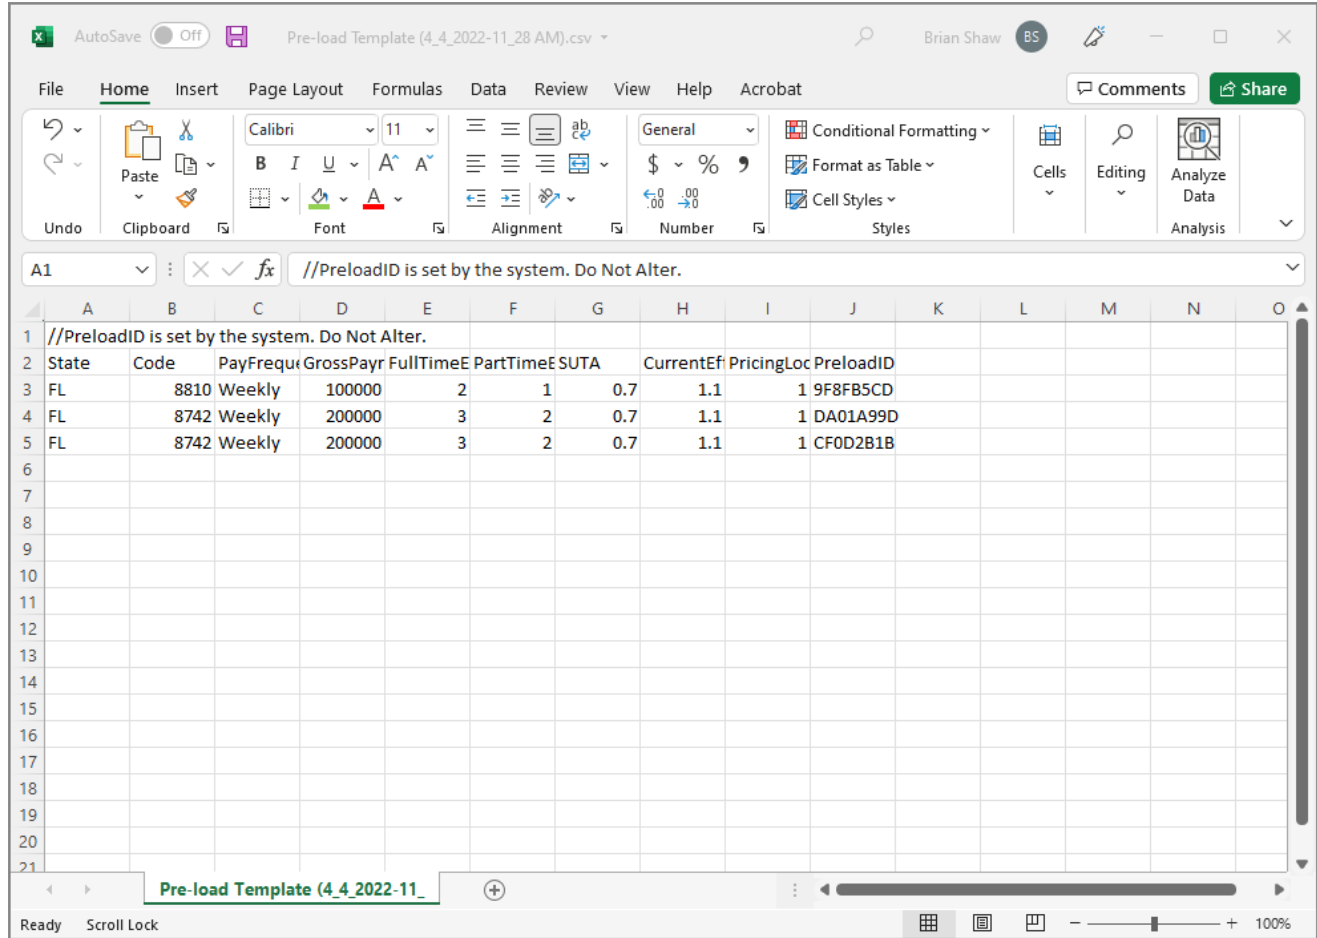 AutoSave Off Pre-load Template (4_4_2022-11_28 AM).csv Brian Shaw BS
File Home Insert Page Layout Formulas Data Review View Help Acrobat Comments Share
Calibri 11 ab General Conditional Formatting
Paste B I U A A $ % Format as Table Cells Editing Analyze Data
A Cell Styles
Undo Clipboard Font Alignment Number Styles Analysis
A1 fx //PreloadID is set by the system. Do Not Alter.
A B C D E F G H I J K L M N O
1 //PreloadID is set by the system. Do Not Alter.
2 State Code PayFreque GrossPayr FullTimeE PartTimeE SUTA CurrentEff PricingLoc PreloadID
3 FL 8810 Weekly 100000 2 1 0.7 1.1 1 9F8FB5CD
4 FL 8742 Weekly 200000 3 2 0.7 1.1 1 DA01A99D
5 FL 8742 Weekly 200000 3 2 0.7 1.1 1 CF0D2B1B
6
7
8
9
10
11
12
13
14
15
16
17
18
19
20
21
Pre-load Template (4_4_2022-11_
Ready Scroll Lock 100%